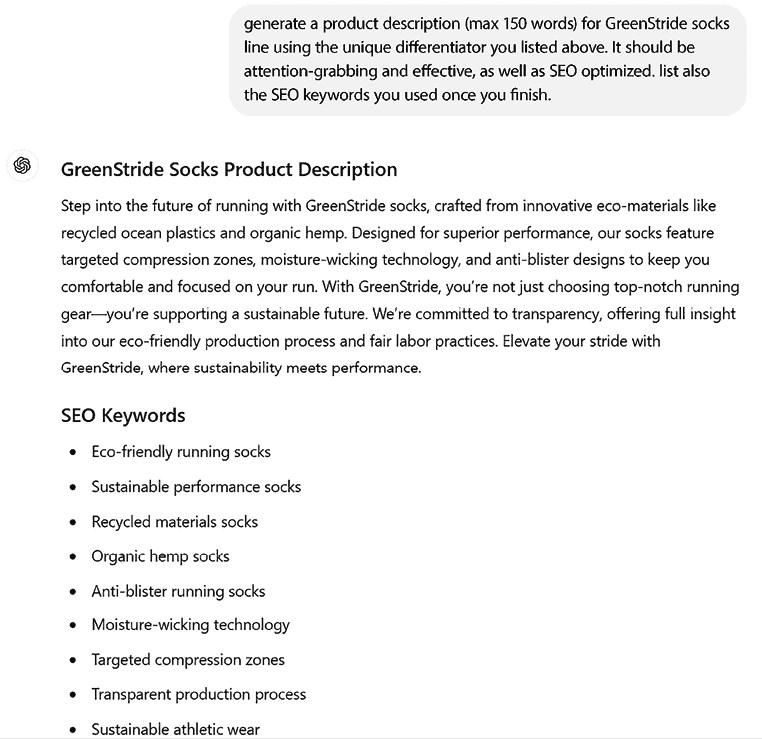 generate a product description (max 150 words) for GreenStride socks
line using the unique differentiator you listed above. It should be
attention-grabbing and effective, as well as SEO optimized. list also
the SEO keywords you used once you finish.
GreenStride Socks Product Description
Step into the future of running with GreenStride socks, crafted from innovative eco-materials like
recycled ocean plastics and organic hemp. Designed for superior performance, our socks feature
targeted compression zones, moisture-wicking technology, and anti-blister designs to keep you
comfortable and focused on your run. With GreenStride, you're not just choosing top-notch running
gear—you're supporting a sustainable future. We're committed to transparency, offering full insight
into our eco-friendly production process and fair labor practices. Elevate your stride with
GreenStride, where sustainability meets performance.
SEO Keywords
• Eco-friendly running socks
• Sustainable performance socks
• Recycled materials socks
• Organic hemp socks
• Anti-blister running socks
• Moisture-wicking technology
• Targeted compression zones
• Transparent production process
• Sustainable athletic wear